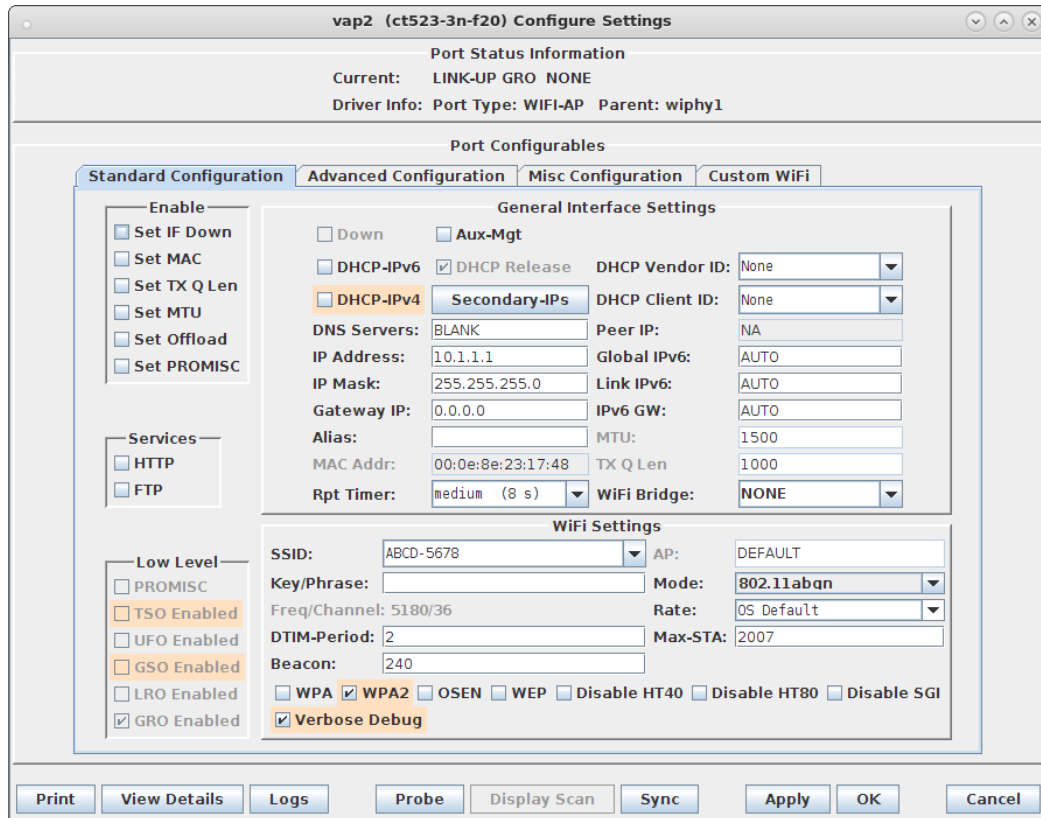 vap2 (ct523-3n-f20) Configure Settings
Port Status Information
Current: LINK-UP GRO NONE
Driver Info: Port Type: WIFI-AP Parent: wiphy1
Port Configurables
Standard Configuration Advanced Configuration Misc Configuration Custom WiFi
Enable
Set IF Down
Set MAC
Set TX Q Len
Set MTU
Set Offload
Set PROMISC
Services
HTTP
FTP
Low Level
PROMISC
TSO Enabled
UFO Enabled
GSO Enabled
LRO Enabled
GRO Enabled
General Interface Settings
Down Aux-Mgt
DHCP-IPv6 DHCP Release DHCP Vendor ID: None
DHCP-IPv4 Secondary-IPs DHCP Client ID: None
DNS Servers: BLANK Peer IP: NA
IP Address: 10.1.1.1 Global IPv6: AUTO
IP Mask: 255.255.255.0 Link IPv6: AUTO
Gateway IP: 0.0.0.0 IPv6 GW: AUTO
Alias: MTU: 1500
MAC Addr: 00:0e:8e:23:17:48 TX Q Len 1000
Rpt Timer: medium (8 s) WiFi Bridge: NONE
WiFi Settings
SSID: ABCD-5678 AP: DEFAULT
Key/Phrase: Mode: 802.11abgn
Freq/Channel: 5180/36 Rate: OS Default
DTIM-Period: 2 Max-STA: 2007
Beacon: 240
WPA WPA2 OSEN WEP Disable HT40 Disable HT80 Disable SGI
Verbose Debug
Print View Details Logs Probe Display Scan Sync Apply OK Cancel